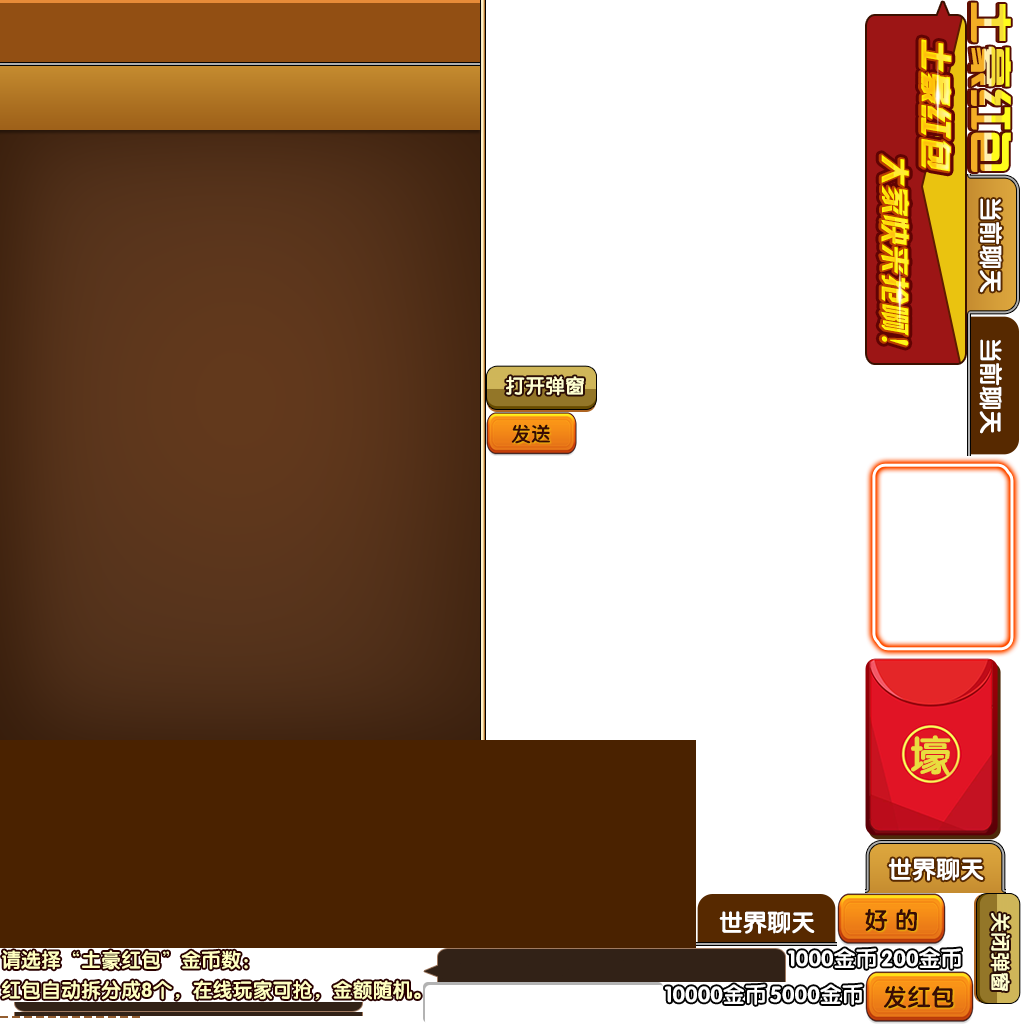 土豪红包
土豪红包
大家快来抢啊！
当前聊天
当前聊天
打开弹窗
发送
壕
世界聊天
世界聊天
好的
关闭弹窗
请选择“土豪红包”金币数:
1000金币
200金币
红包自动拆分成8个，在线玩家可抢，金额随机。
10000金币
5000金币
发红包